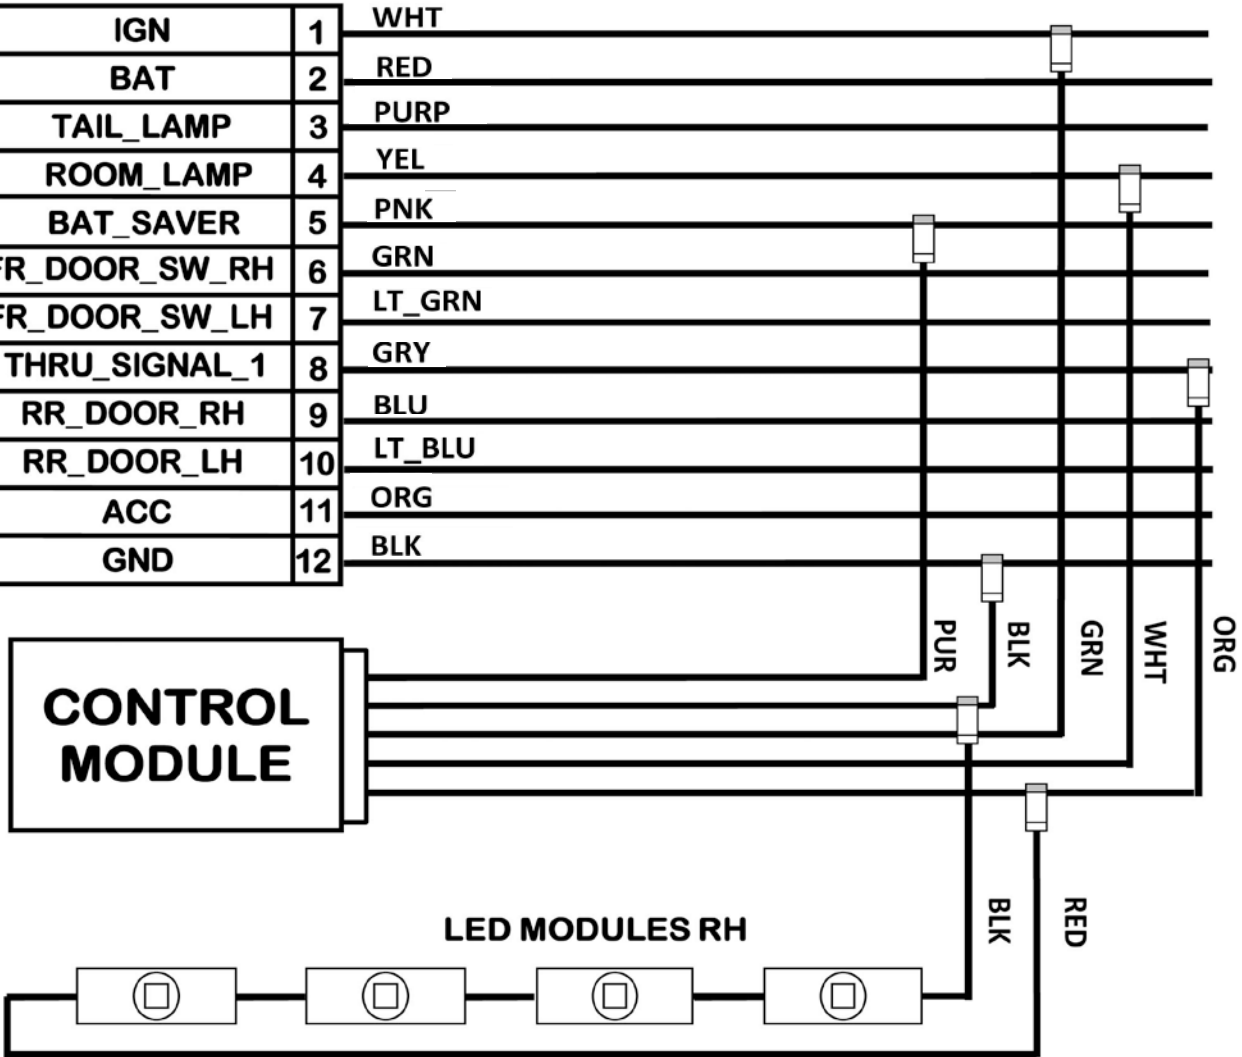 IGN 1 WHT
BAT 2 RED
TAIL_LAMP 3 PURP
ROOM_LAMP 4 YEL
BAT_SAVER 5 PNK
FR_DOOR_SW_RH 6 GRN
FR_DOOR_SW_LH 7 LT_GRN
THRU_SIGNAL_1 8 GRY
RR_DOOR_RH 9 BLU
RR_DOOR_LH 10 LT_BLU
ACC 11 ORG
GND 12 BLK
PUR
BLK
GRN
WHT
ORG
CONTROL
MODULE
BLK
RED
LED MODULES RH